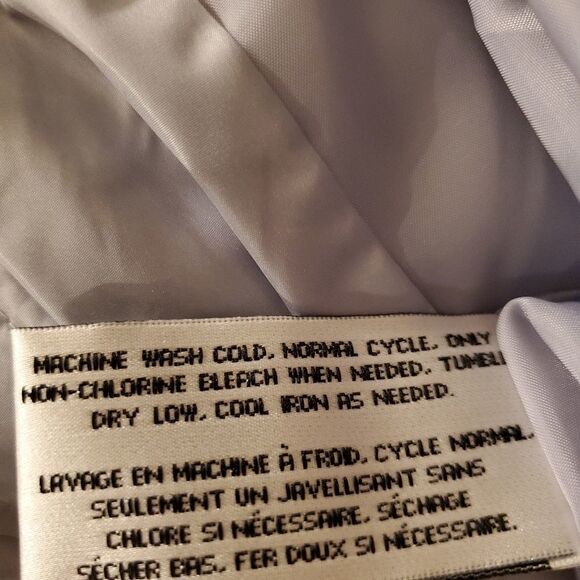 MACHINE WASH COLD, NORMAL CYCLE, ONLY
NON-CHLORINE BLEACH WHEN NEEDED, TUMBLE
DRY LOW, COOL IRON AS NEEDED.
LAVAGE EN MACHINE À FROID, CYCLE NORMAL,
SEULEMENT UN JAVELLISANT SANS
CHLORE SI NÉCESSAIRE, SÉCHAGE
SÉCHER BAS, FER DOUX SI NÉCESSAIRE.